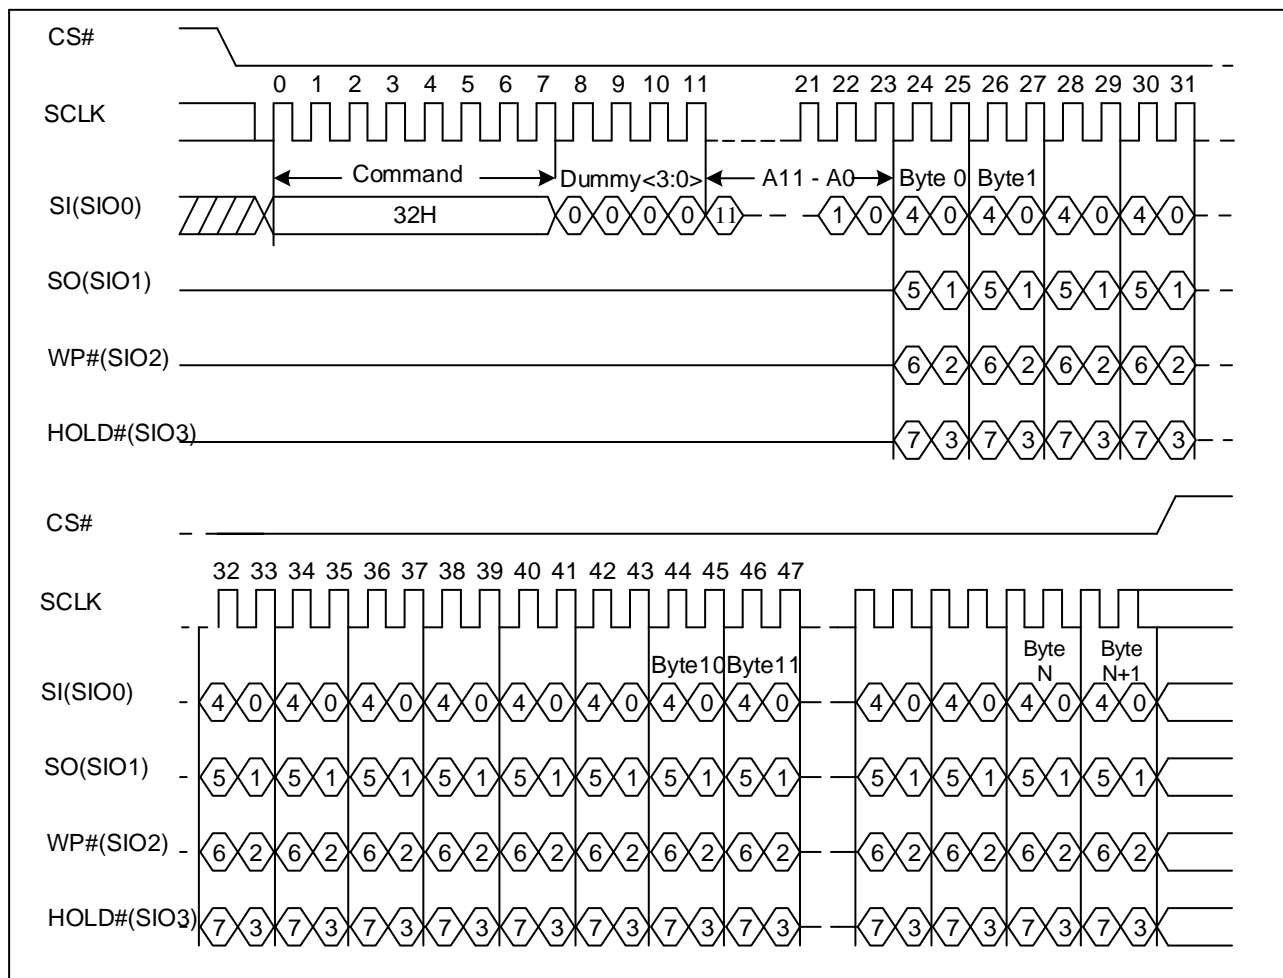 CS#
0 1 2 3 4 5 6 7 8 9 10 11 21 22 23 24 25 26 27 28 29 30 31
SCLK
Command Dummy<3:0> A11 - A0 Byte 0 Byte1
SI(SIO0) 32H 0 0 0 0 11 1 0 4 0 4 0 4 0 4 0
SO(SIO1) 5 1 5 1 5 1 5 1
WP#(SIO2) 6 2 6 2 6 2 6 2
HOLD#(SIO3) 7 3 7 3 7 3 7 3
CS#
32 33 34 35 36 37 38 39 40 41 42 43 44 45 46 47
SCLK
Byte10 Byte11 Byte N Byte N+1
SI(SIO0) 4 0 4 0 4 0 4 0 4 0 4 0 4 0 4 0 4 0 4 0 4 0 4 0
SO(SIO1) 5 1 5 1 5 1 5 1 5 1 5 1 5 1 5 1 5 1 5 1 5 1 5 1
WP#(SIO2) 6 2 6 2 6 2 6 2 6 2 6 2 6 2 6 2 6 2 6 2 6 2 6 2
HOLD#(SIO3) 7 3 7 3 7 3 7 3 7 3 7 3 7 3 7 3 7 3 7 3 7 3 7 3